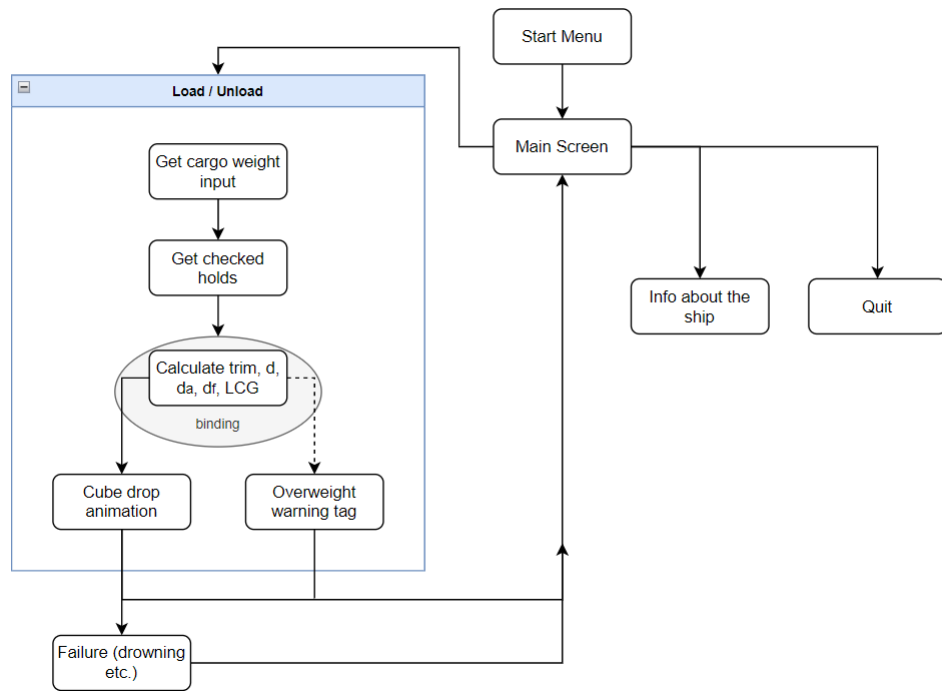 Start Menu
Load / Unload
Main Screen
Get cargo weight
input
Get checked
holds
Info about the
ship
Quit
Calculate trim, d,
da, df, LCG
binding
Cube drop
animation
Overweight
warning tag
Failure (drowning
etc.)